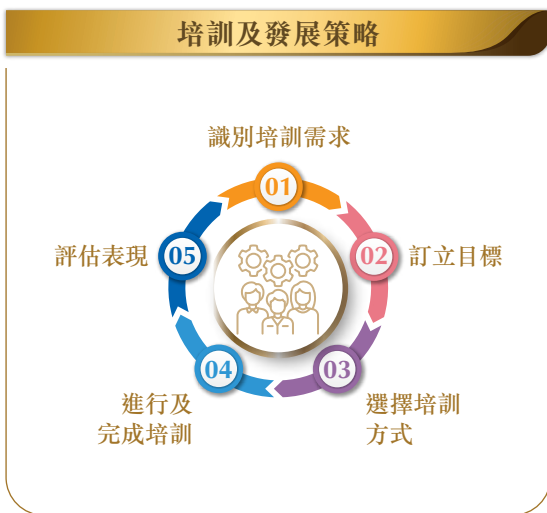 培訓及發展策略
識別培訓需求
01
02
訂立目標
03
選擇培訓
方式
04
進行及
完成培訓
05
評估表現